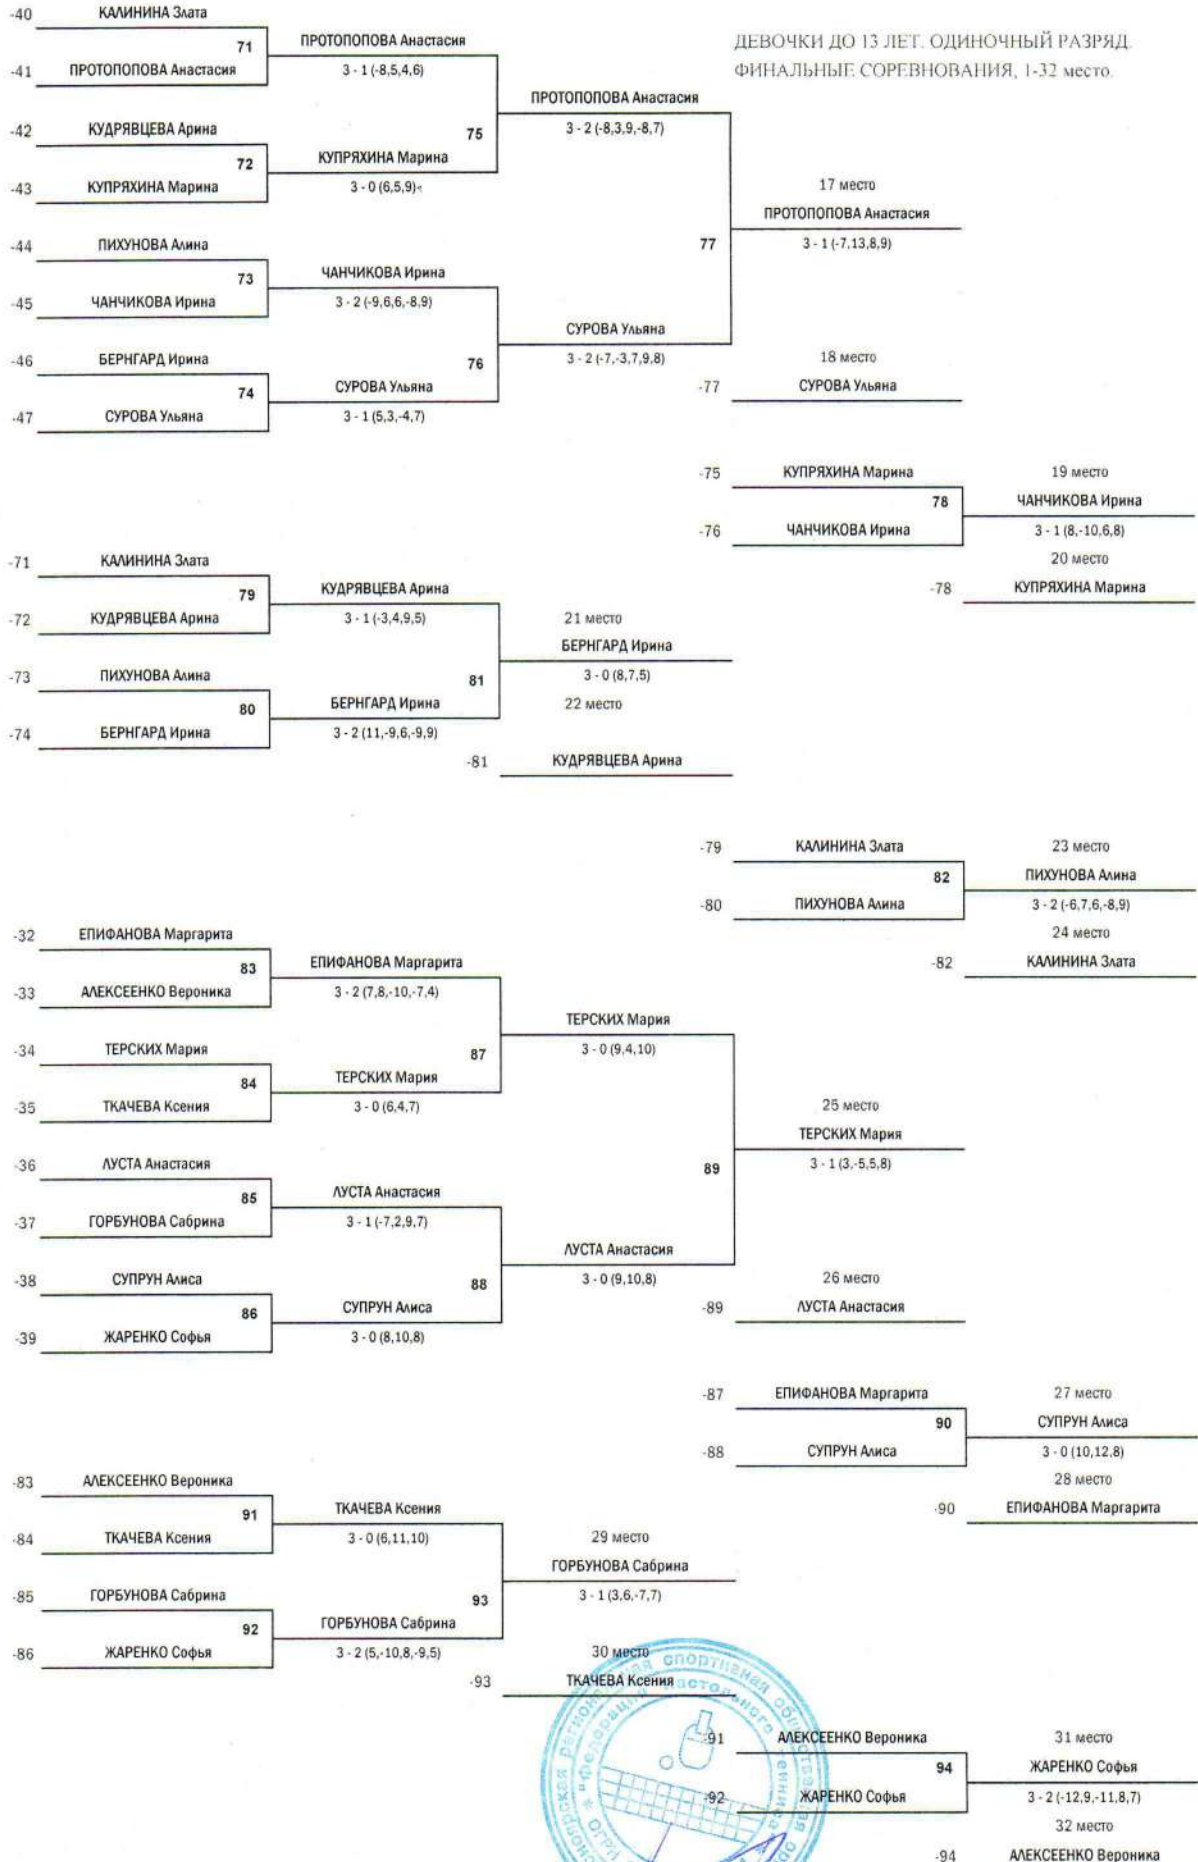 ДЕВОЧКИ ДО 13 ЛЕТ. ОДИНОЧНЫЙ РАЗРЯД.
ФИНАЛЬНЫЕ СОРЕВНОВАНИЯ, 1-32 место.
-40 КАЛИНИНА Злата
71 ПРОТОПОПОВА Анастасия
-41 ПРОТОПОПОВА Анастасия 3 - 1 (-8,5,4,6)
ПРОТОПОПОВА Анастасия
-42 КУДРЯВЦЕВА Арина 75 3 - 2 (-8,3,9,-8,7)
72 КУПРЯХИНА Марина
-43 КУПРЯХИНА Марина 3 - 0 (6,5,9) 17 место
ПРОТОПОПОВА Анастасия
-44 ПИХУНОВА Алина 77 3 - 1 (-7,13,8,9)
73 ЧАНЧИКОВА Ирина
-45 ЧАНЧИКОВА Ирина 3 - 2 (-9,6,6,-8,9)
СУРОВА Ульяна
-46 БЕРНГАРД Ирина 76 3 - 2 (-7,-3,7,9,8) 18 место
74 СУРОВА Ульяна -77 СУРОВА Ульяна
-47 СУРОВА Ульяна 3 - 1 (5,3,-4,7)
-75 КУПРЯХИНА Марина 19 место
78 ЧАНЧИКОВА Ирина
-76 ЧАНЧИКОВА Ирина 3 - 1 (8,-10,6,8)
-71 КАЛИНИНА Злата 20 место
79 КУДРЯВЦЕВА Арина -78 КУПРЯХИНА Марина
-72 КУДРЯВЦЕВА Арина 3 - 1 (-3,4,9,5) 21 место
БЕРНГАРД Ирина
-73 ПИХУНОВА Алина 81 3 - 0 (8,7,5)
80 БЕРНГАРД Ирина 22 место
-74 БЕРНГАРД Ирина 3 - 2 (11,-9,6,-9,9)
-81 КУДРЯВЦЕВА Арина
-79 КАЛИНИНА Злата 23 место
82 ПИХУНОВА Алина
-80 ПИХУНОВА Алина 3 - 2 (-6,7,6,-8,9)
-32 ЕПИФАНОВА Маргарита 24 место
83 ЕПИФАНОВА Маргарита -82 КАЛИНИНА Злата
-33 АЛЕКСЕЕНКО Вероника 3 - 2 (7,8,-10,-7,4)
ТЕРСКИХ Мария
-34 ТЕРСКИХ Мария 87 3 - 0 (9,4,10)
84 ТЕРСКИХ Мария
-35 ТКАЧЕВА Ксения 3 - 0 (6,4,7) 25 место
ТЕРСКИХ Мария
-36 ЛУСТА Анастасия 89 3 - 1 (3,-5,5,8)
85 ЛУСТА Анастасия
-37 ГОРБУНОВА Сабрина 3 - 1 (-7,2,9,7)
ЛУСТА Анастасия
-38 СУПРУН Алиса 88 3 - 0 (9,10,8) 26 место
86 СУПРУН Алиса -89 ЛУСТА Анастасия
-39 ЖАРЕНКО Софья 3 - 0 (8,10,8)
-87 ЕПИФАНОВА Маргарита 27 место
90 СУПРУН Алиса
-88 СУПРУН Алиса 3 - 0 (10,12,8)
-83 АЛЕКСЕЕНКО Вероника 28 место
91 ТКАЧЕВА Ксения -90 ЕПИФАНОВА Маргарита
-84 ТКАЧЕВА Ксения 3 - 0 (6,11,10) 29 место
ГОРБУНОВА Сабрина
-85 ГОРБУНОВА Сабрина 93 3 - 1 (3,6,-7,7)
92 ГОРБУНОВА Сабрина
-86 ЖАРЕНКО Софья 3 - 2 (5,-10,8,-9,5) 30 место
-93 ТКАЧЕВА Ксения
-91 АЛЕКСЕЕНКО Вероника 31 место
94 ЖАРЕНКО Софья
-92 ЖАРЕНКО Софья 3 - 2 (-12,9,-11,8,7)
32 место
-94 АЛЕКСЕЕНКО Вероника
спортивная
"Федерация настольного тенниса